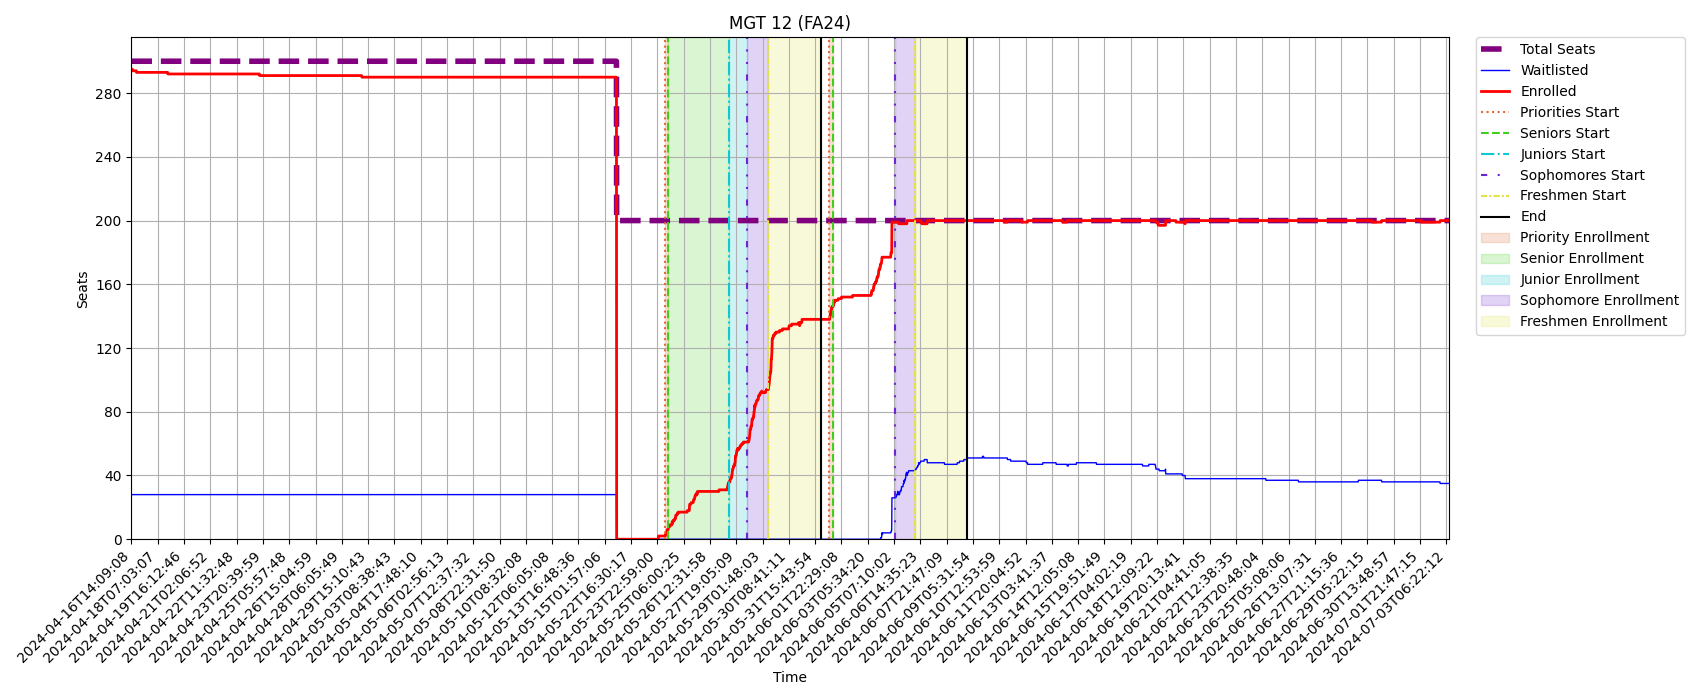 MGT 12 (FA24)
Seats
280
240
200
160
120
80
40
0
2024-04-16T14:09:08
2024-04-18T07:03:07
2024-04-19T16:12:46
2024-04-21T02:06:52
2024-04-22T11:32:48
2024-04-23T20:39:59
2024-04-25T05:57:48
2024-04-26T15:04:59
2024-04-28T06:05:49
2024-04-29T15:10:43
2024-05-03T08:38:43
2024-05-04T17:48:10
2024-05-06T02:56:13
2024-05-07T12:37:32
2024-05-08T22:31:50
2024-05-10T08:32:08
2024-05-12T06:05:08
2024-05-13T16:48:36
2024-05-15T01:57:06
2024-05-22T16:30:17
2024-05-23T22:59:00
2024-05-25T06:00:25
2024-05-26T12:31:58
2024-05-27T19:05:09
2024-05-29T01:48:03
2024-05-30T08:41:11
2024-05-31T15:43:54
2024-06-01T22:29:08
2024-06-03T05:34:20
2024-06-05T07:10:02
2024-06-06T14:35:23
2024-06-07T21:47:09
2024-06-09T05:31:54
2024-06-10T12:53:59
2024-06-11T20:04:52
2024-06-13T03:41:37
2024-06-14T12:05:08
2024-06-15T19:51:49
2024-06-17T04:02:19
2024-06-18T12:09:22
2024-06-19T20:13:41
2024-06-21T04:41:05
2024-06-22T12:38:35
2024-06-23T20:48:04
2024-06-25T05:08:06
2024-06-26T13:07:31
2024-06-27T21:15:36
2024-06-29T05:22:15
2024-06-30T13:48:57
2024-07-01T21:47:15
2024-07-03T06:22:12
Time
Total Seats
Waitlisted
Enrolled
Priorities Start
Seniors Start
Juniors Start
Sophomores Start
Freshmen Start
End
Priority Enrollment
Senior Enrollment
Junior Enrollment
Sophomore Enrollment
Freshmen Enrollment